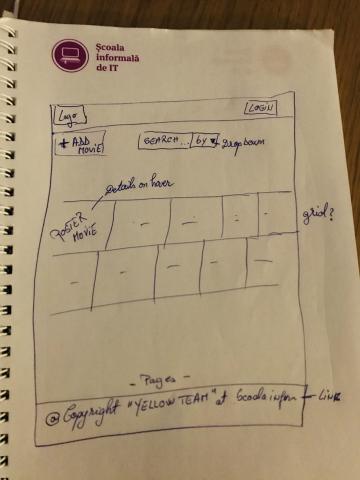 Școala
informală
de IT
Logo
LOGIN
+ ADD
MOVIE
SEARCH... by ▾ Dropdown
Details on hover
POSTER
MOVIE
grid?
- Pages -
@ Copyright "YELLOW TEAM" at Scoala inform LINK